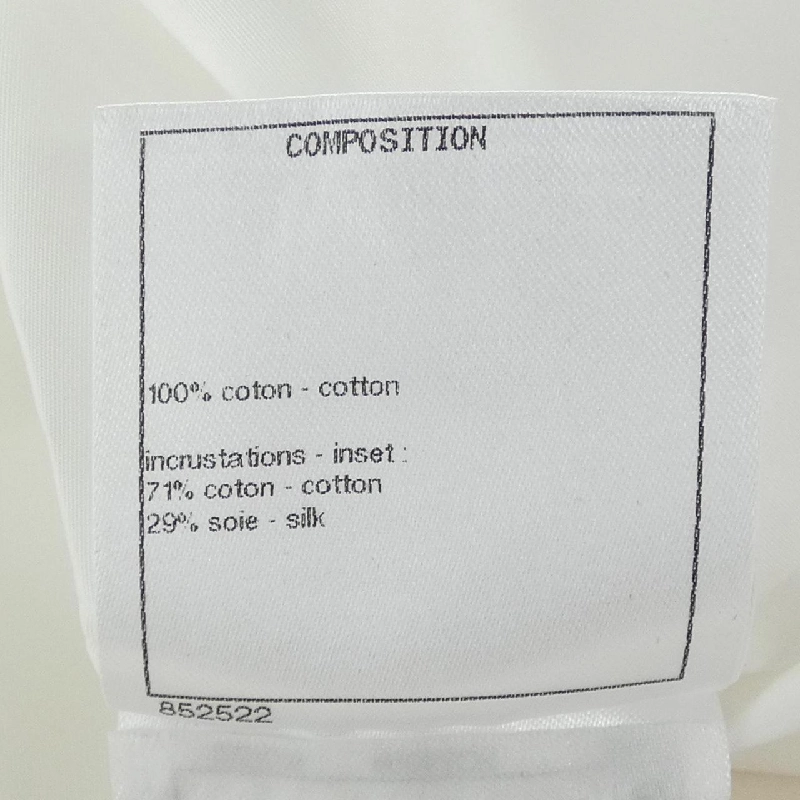 COMPOSITION
100% coton - cotton
incrustations - inset :
71% coton - cotton
29% soie - silk
852522